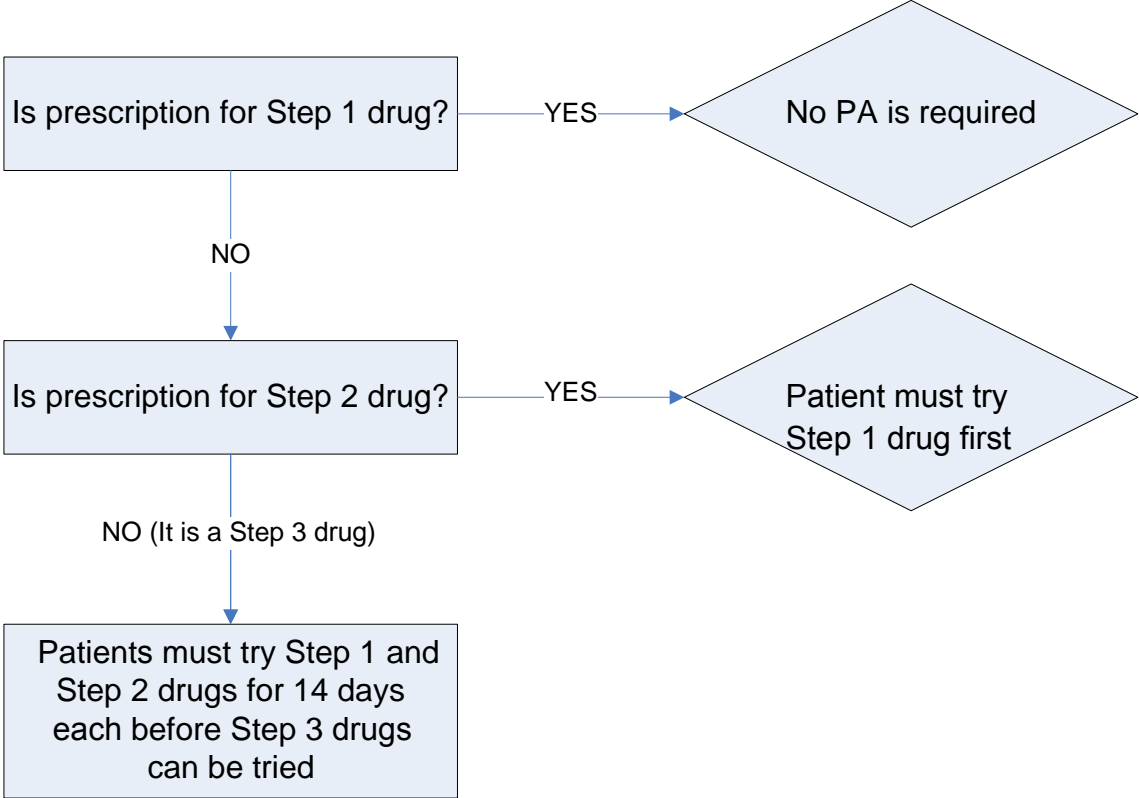 Is prescription for Step 1 drug?
YES
No PA is required
NO
Is prescription for Step 2 drug?
YES
Patient must try
Step 1 drug first
NO (It is a Step 3 drug)
Patients must try Step 1 and
Step 2 drugs for 14 days
each before Step 3 drugs
can be tried